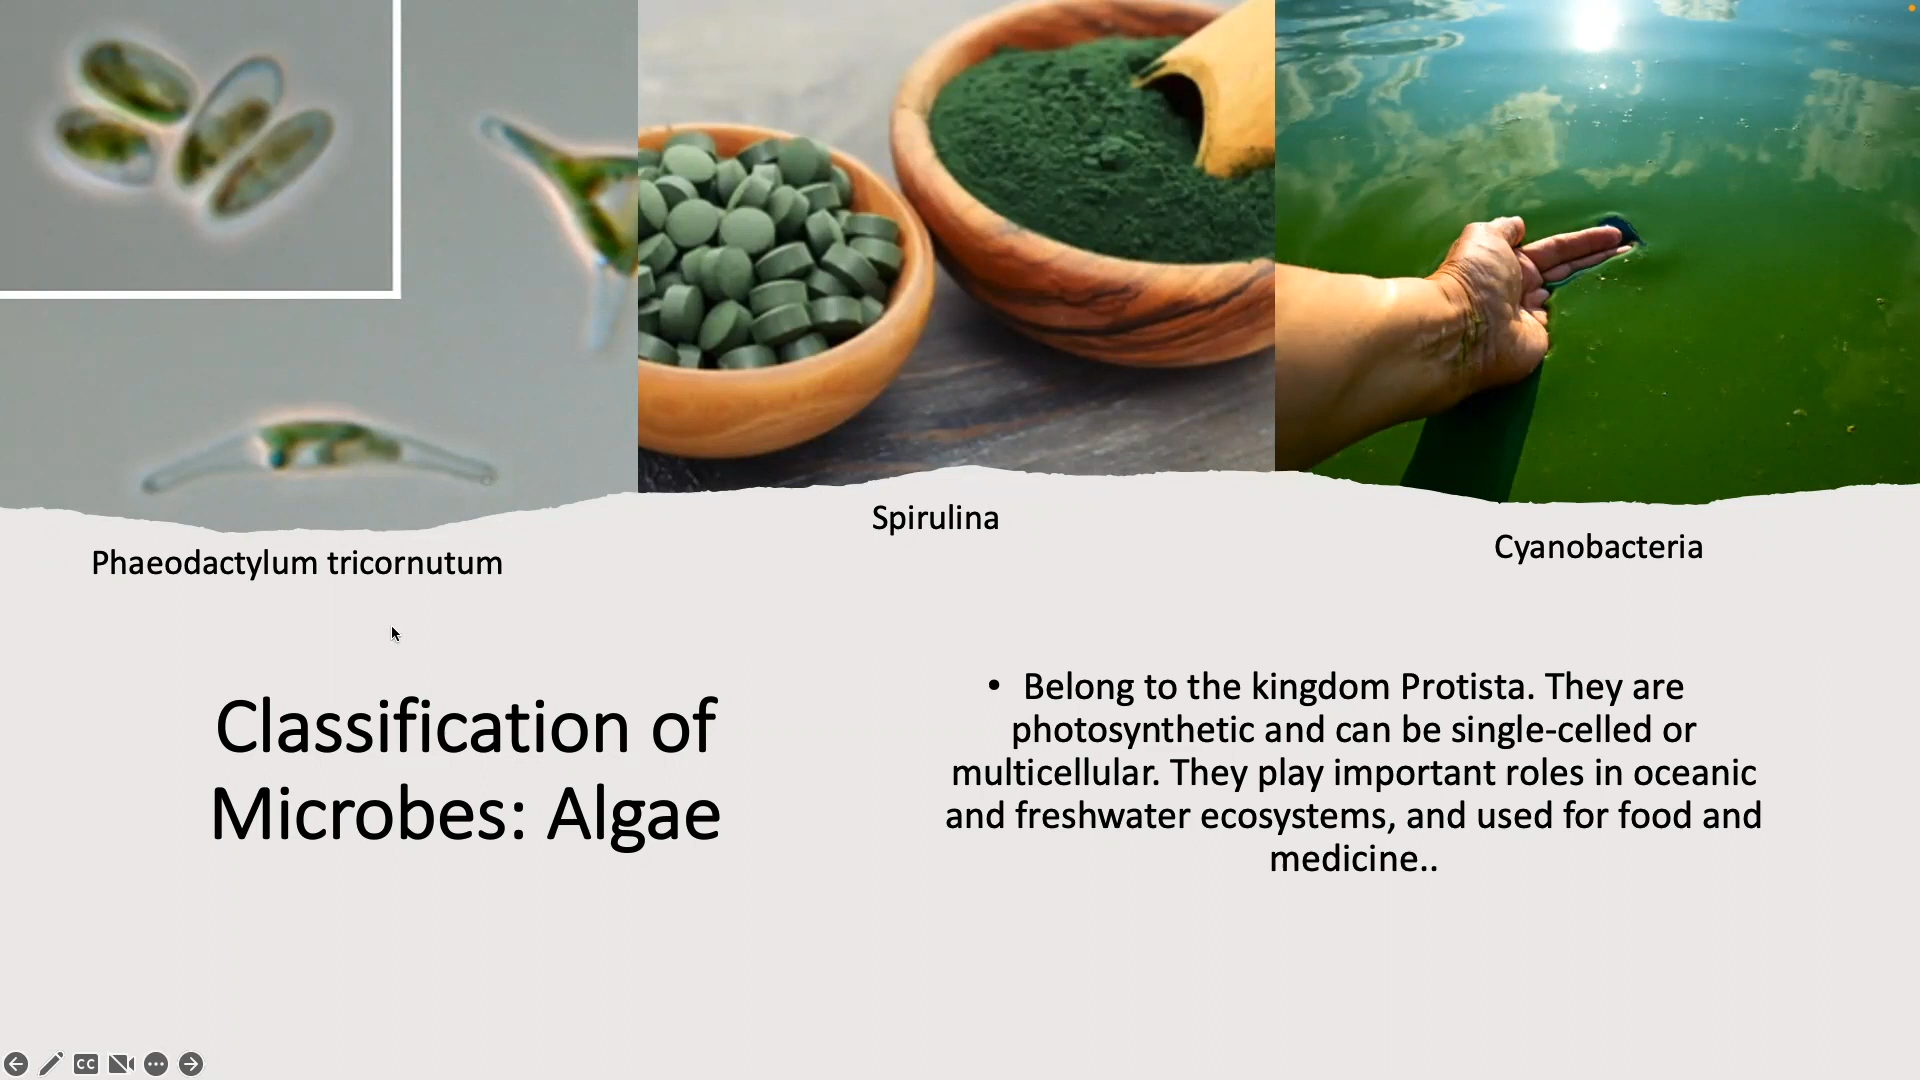 Spirulina
Cyanobacteria
Phaeodactylum tricornutum
Classification of
Microbes: Algae
• Belong to the kingdom Protista. They are
photosynthetic and can be single-celled or
multicellular. They play important roles in oceanic
and freshwater ecosystems, and used for food and
medicine..
CC